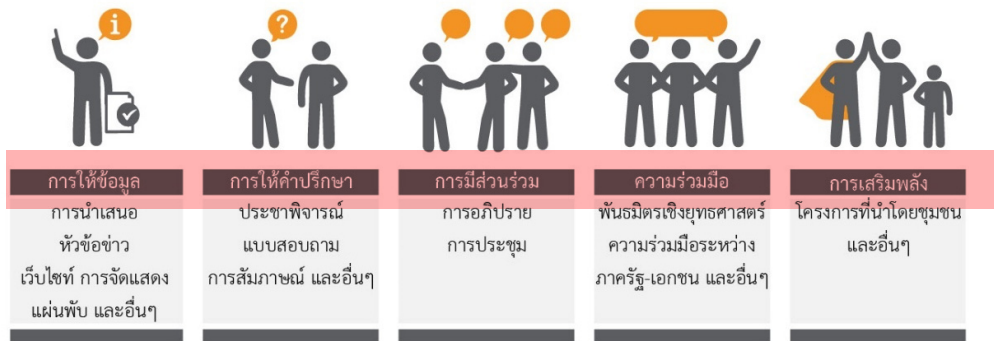 i
?
การให้ข้อมูล
การนำเสนอ
หัวข้อข่าว
เว็บไซท์ การจัดแสดง
แผ่นพับ และอื่นๆ
การให้คำปรึกษา
ประชาพิจารณ์
แบบสอบถาม
การสัมภาษณ์ และอื่นๆ
การมีส่วนร่วม
การอภิปราย
การประชุม
ความร่วมมือ
พันธมิตรเชิงยุทธศาสตร์
ความร่วมมือระหว่าง
ภาครัฐ-เอกชน และอื่นๆ
การเสริมพลัง
โครงการที่นำโดยชุมชน
และอื่นๆ